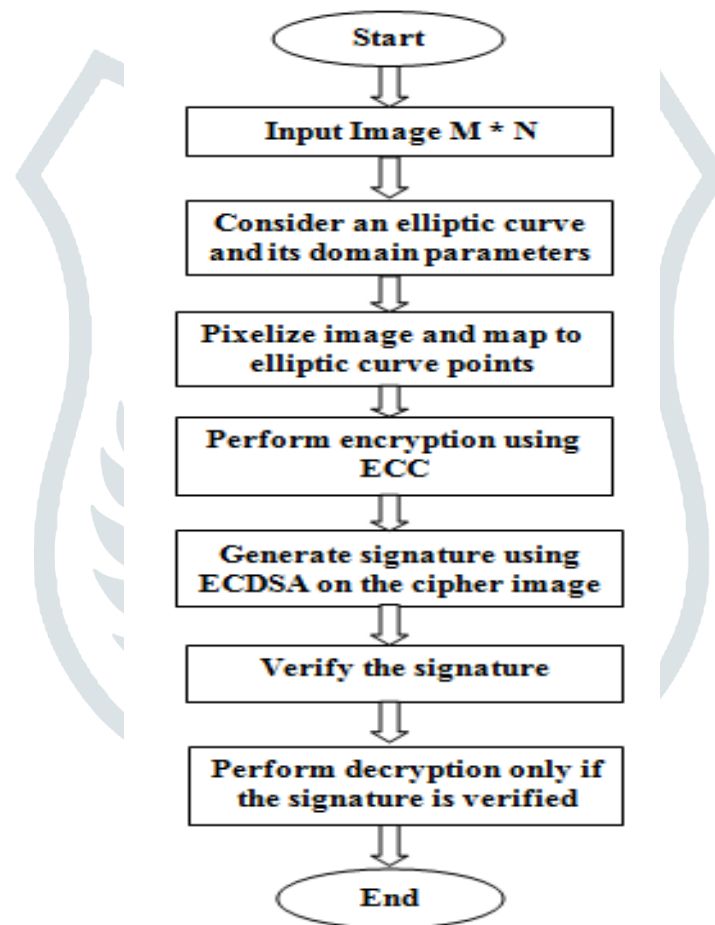 Start
Input Image M * N
Consider an elliptic curve
and its domain parameters
Pixelize image and map to
elliptic curve points
Perform encryption using
ECC
Generate signature using
ECDSA on the cipher image
Verify the signature
Perform decryption only if
the signature is verified
End